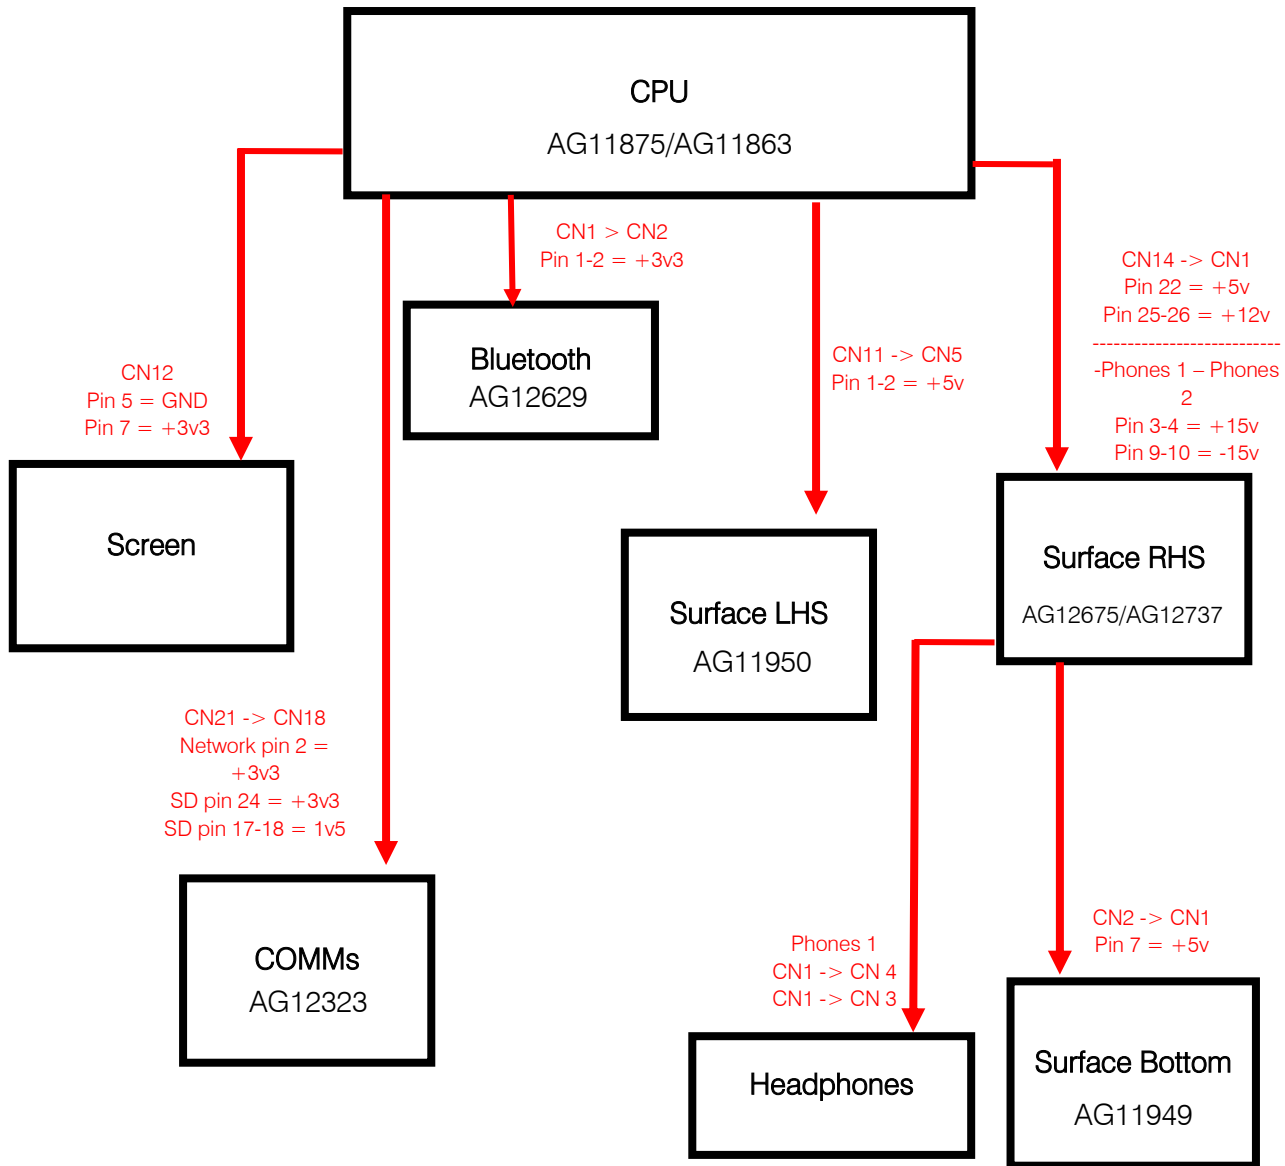 CPU
AG11875/AG11863
CN1 > CN2
Pin 1-2 = +3v3
CN14 -> CN1
Pin 22 = +5v
Pin 25-26 = +12v
---------------------------
-Phones 1 – Phones
2
Pin 3-4 = +15v
Pin 9-10 = -15v
CN12
Pin 5 = GND
Pin 7 = +3v3
Bluetooth
AG12629
CN11 -> CN5
Pin 1-2 = +5v
Screen
Surface LHS
AG11950
Surface RHS
AG12675/AG12737
CN21 -> CN18
Network pin 2 =
+3v3
SD pin 24 = +3v3
SD pin 17-18 = 1v5
COMMs
AG12323
Phones 1
CN1 -> CN 4
CN1 -> CN 3
CN2 -> CN1
Pin 7 = +5v
Headphones
Surface Bottom
AG11949